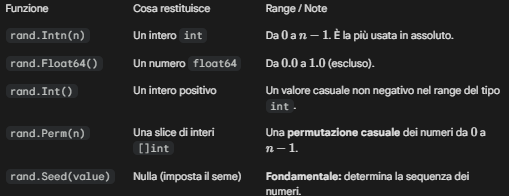 Funzione Cosa restituisce Range / Note
rand.Intn(n) Un intero int Da 0 a n − 1. È la più usata in assoluto.
rand.Float64() Un numero float64 Da 0.0 a 1.0 (escluso).
rand.Int() Un intero positivo Un valore casuale non negativo nel range del tipo
int .
rand.Perm(n) Una slice di interi Una permutazione casuale dei numeri da 0 a
[]int n − 1.
rand.Seed(value) Nulla (imposta il seme) Fondamentale: determina la sequenza dei
numeri.